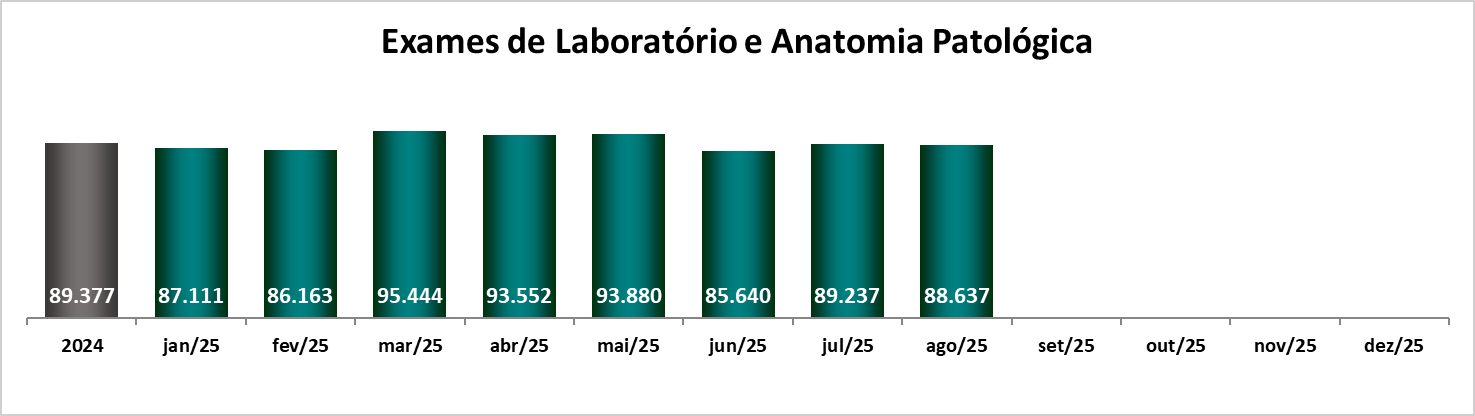 Exames de Laboratório e Anatomia Patológica
89.377 87.111 86.163 95.444 93.552 93.880 85.640 89.237 88.637
2024 jan/25 fev/25 mar/25 abr/25 mai/25 jun/25 jul/25 ago/25 set/25 out/25 nov/25 dez/25